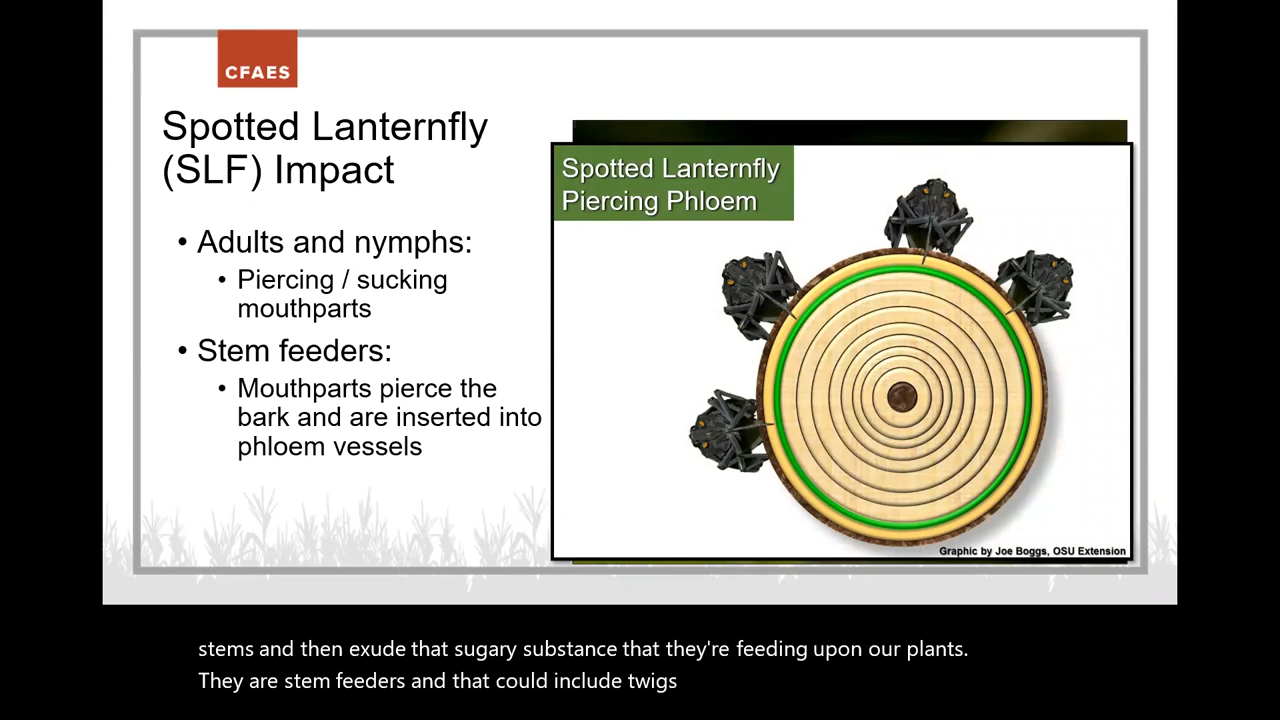 CFAES
Spotted Lanternfly
(SLF) Impact
• Adults and nymphs:
• Piercing / sucking
mouthparts
• Stem feeders:
• Mouthparts pierce the
bark and are inserted into
phloem vessels
Spotted Lanternfly
Piercing Phloem
Graphic by Joe Boggs, OSU Extension
stems and then exude that sugary substance that they're feeding upon our plants.
They are stem feeders and that could include twigs